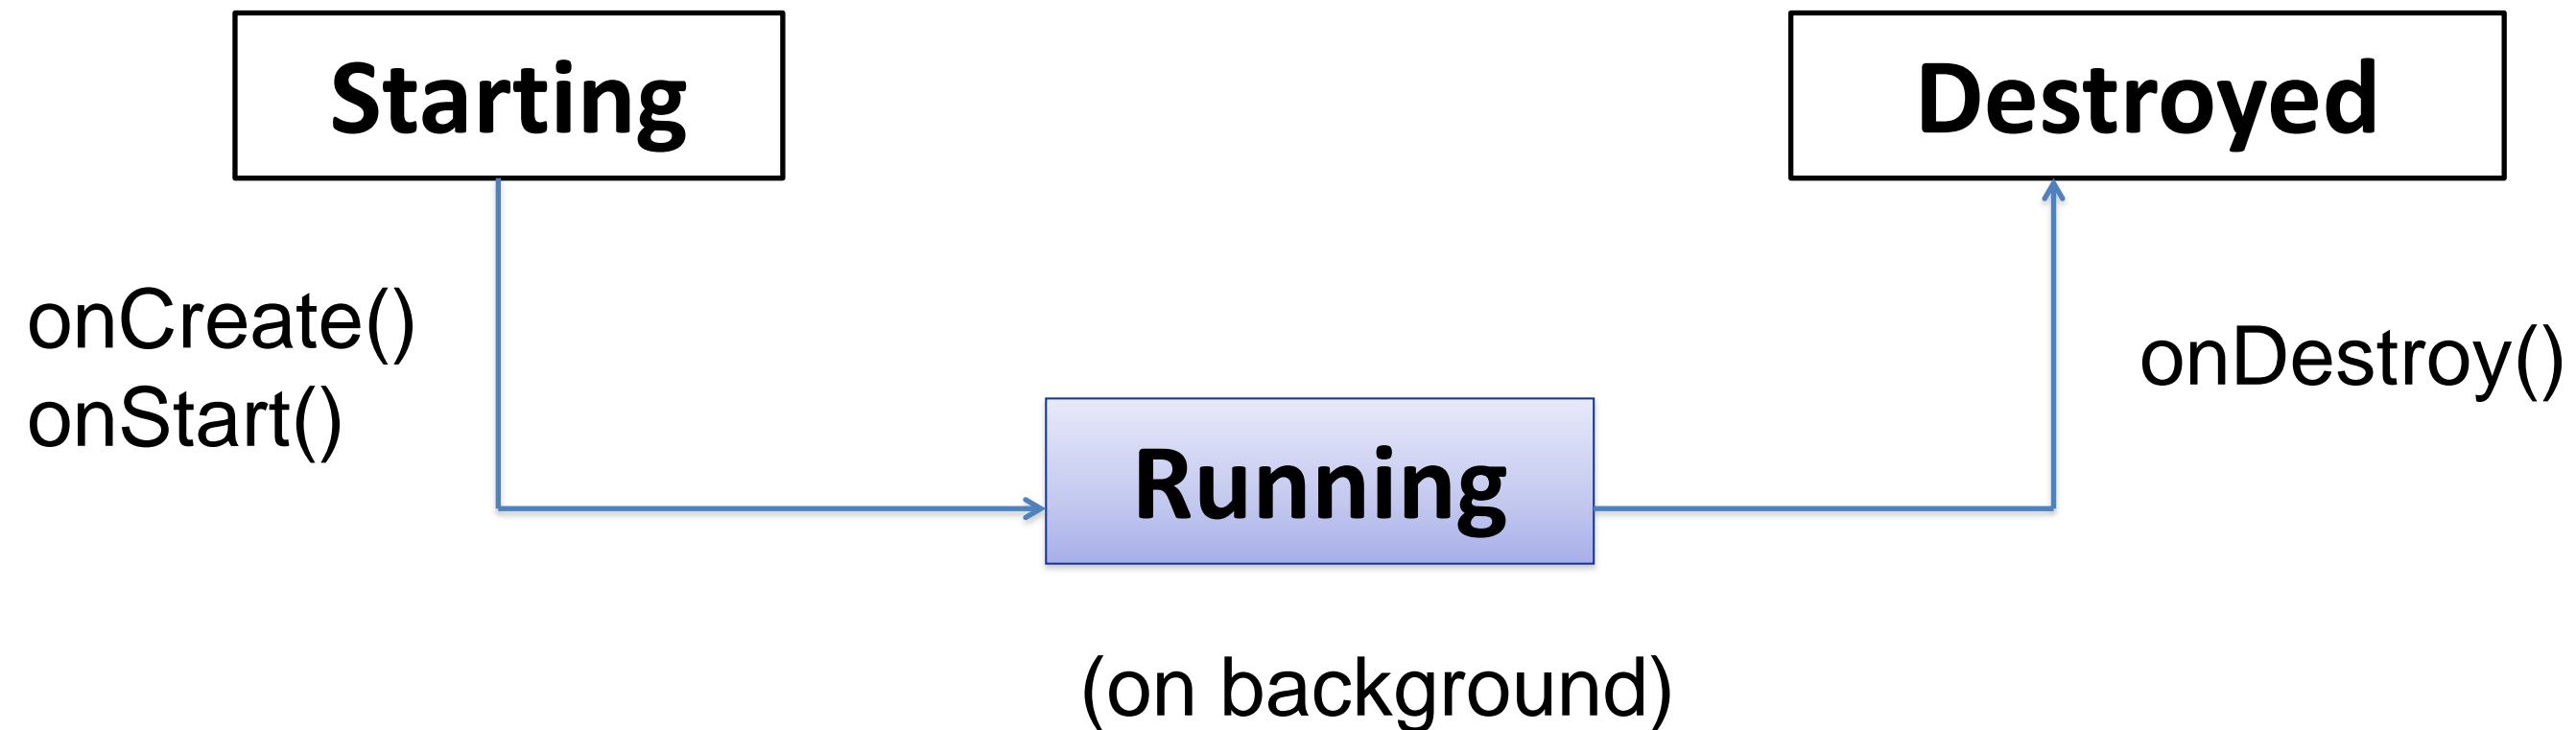 Starting
Destroyed
onCreate()
onStart()
onDestroy()
Running
(on background)